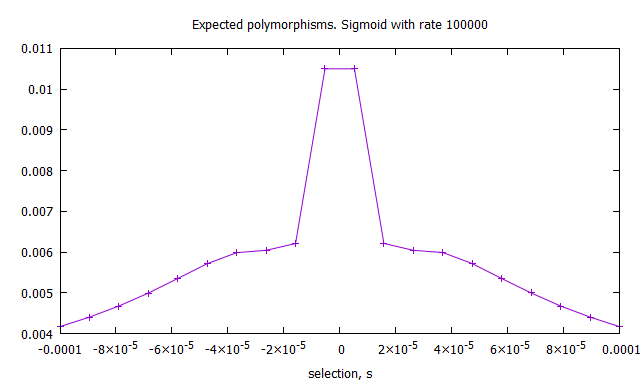 Expected polymorphisms. Sigmoid with rate 100000
0.011
0.01
0.009
0.008
0.007
0.006
0.005
0.004
-0.0001 -8×10⁻⁵ -6×10⁻⁵ -4×10⁻⁵ -2×10⁻⁵ 0 2×10⁻⁵ 4×10⁻⁵ 6×10⁻⁵ 8×10⁻⁵ 0.0001
selection, s